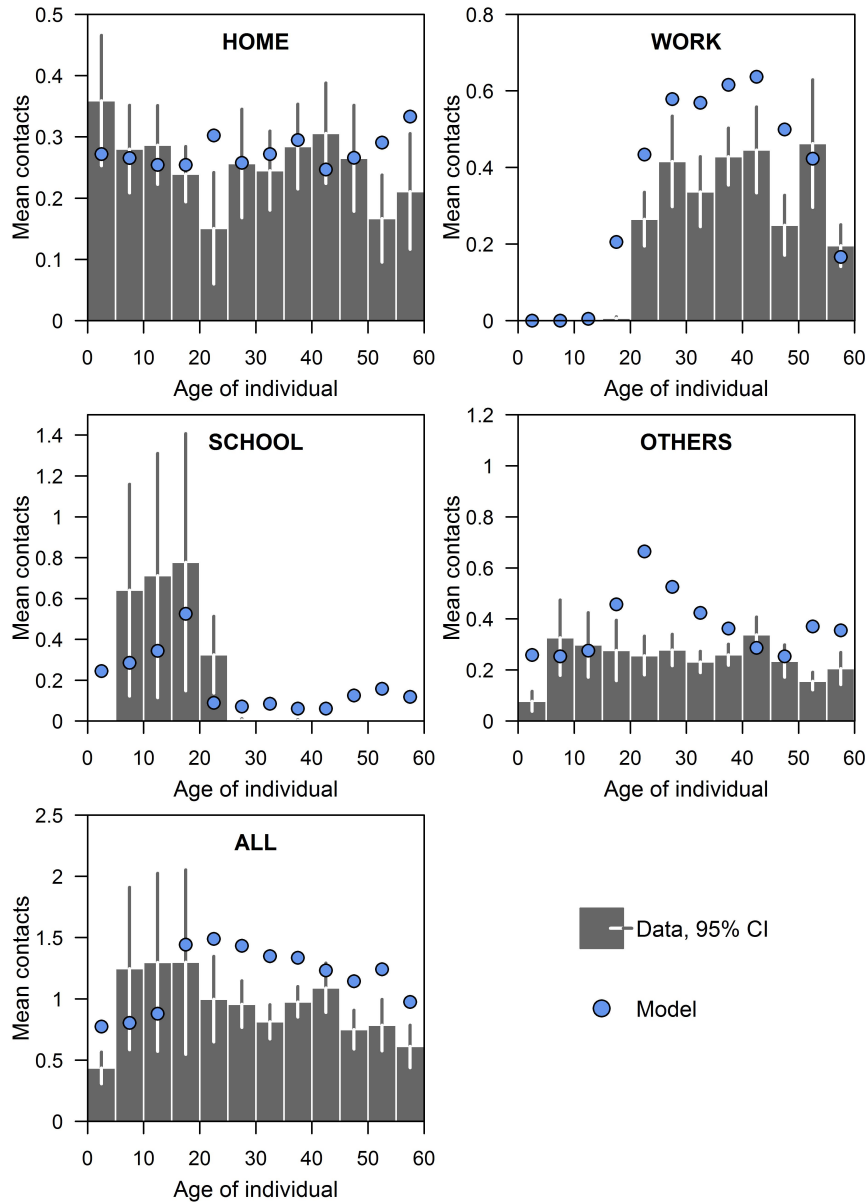 HOME
Mean contacts
0.5
0.4
0.3
0.2
0.1
0
0 10 20 30 40 50 60
Age of individual
WORK
Mean contacts
0.8
0.6
0.4
0.2
0
0 10 20 30 40 50 60
Age of individual
SCHOOL
Mean contacts
1.4
1.2
1
0.8
0.6
0.4
0.2
0
0 10 20 30 40 50 60
Age of individual
OTHERS
Mean contacts
1.2
1
0.8
0.6
0.4
0.2
0
0 10 20 30 40 50 60
Age of individual
ALL
Mean contacts
2.5
2
1.5
1
0.5
0
0 10 20 30 40 50 60
Age of individual
Data, 95% CI
Model